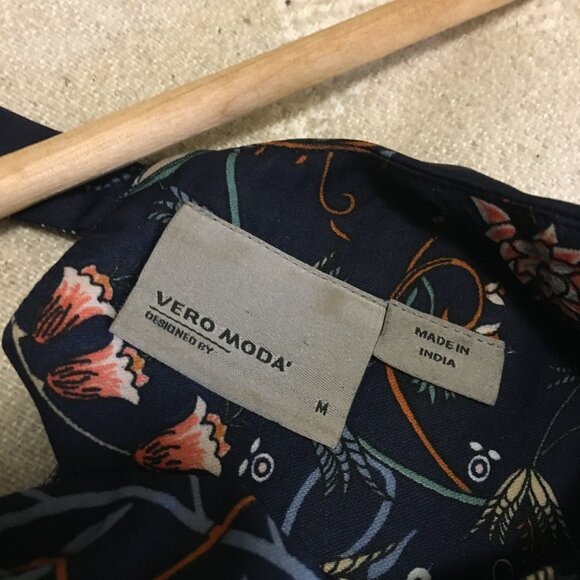 VERO MODA'
DESIGNED BY
M
MADE IN
INDIA